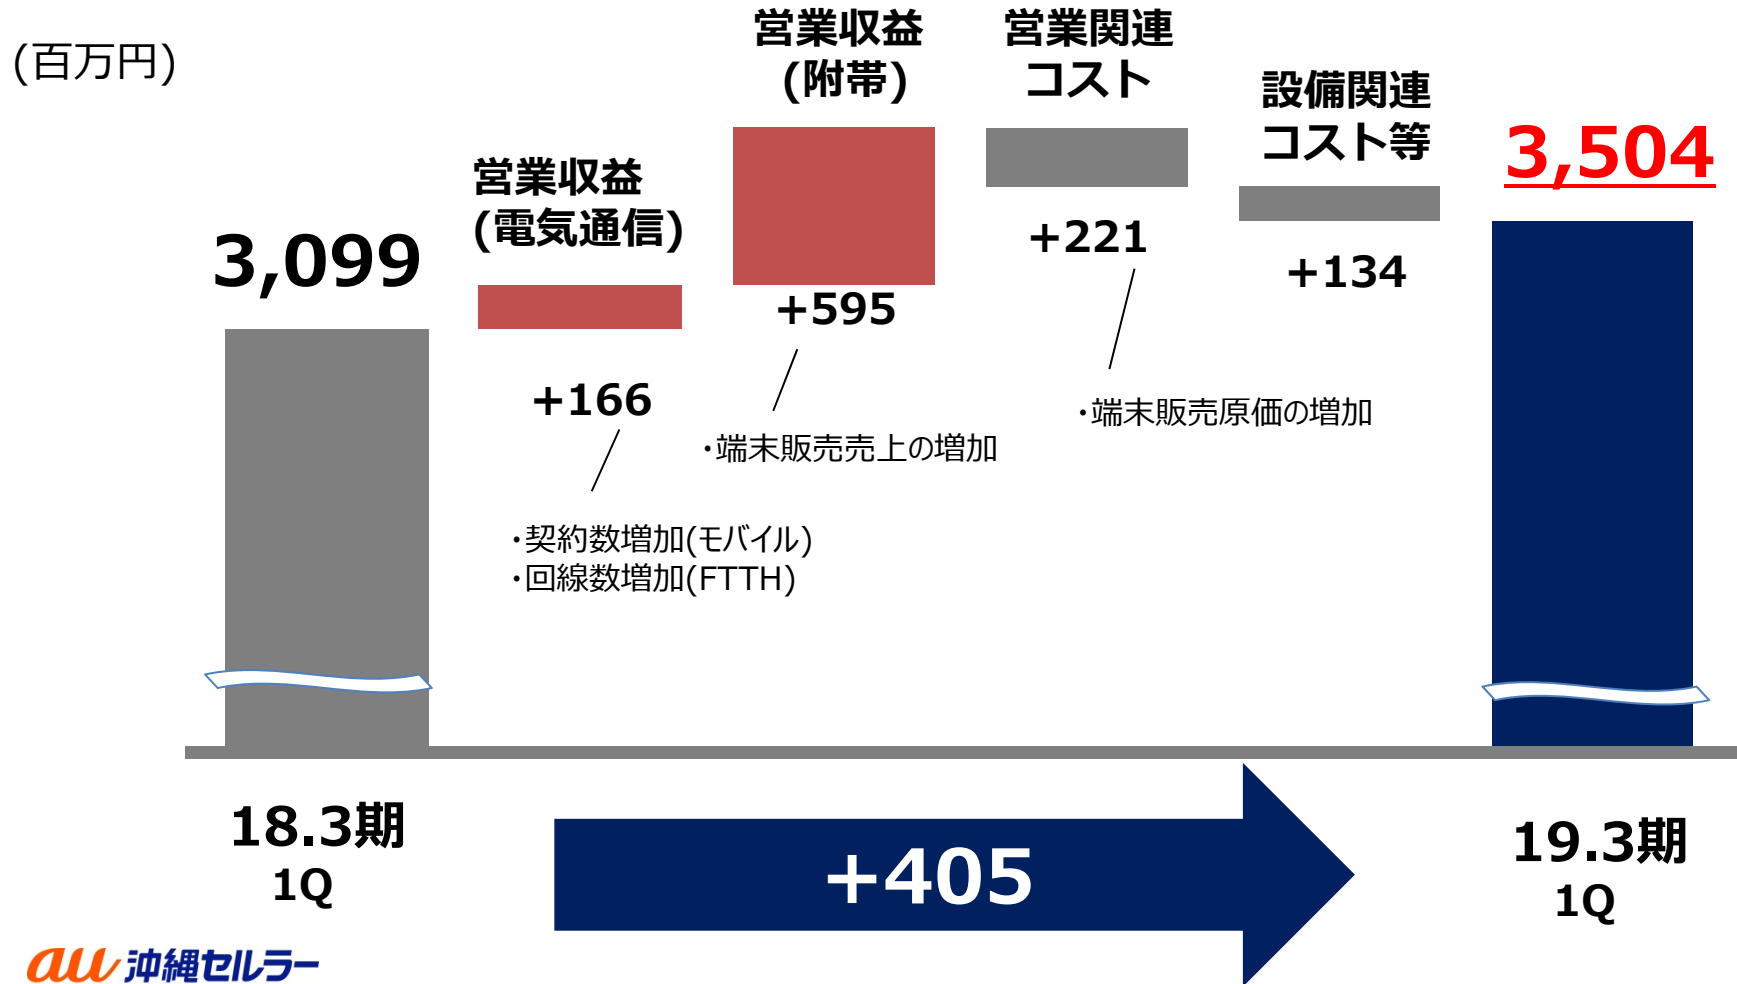 (百万円)
3,099
営業収益
(電気通信)
+166
・契約数増加(モバイル)
・回線数増加(FTTH)
営業収益
(附帯)
+595
・端末販売売上の増加
営業関連
コスト
+221
・端末販売原価の増加
設備関連
コスト等
+134
3,504
18.3期
1Q
+405
19.3期
1Q
au 沖縄セルラー